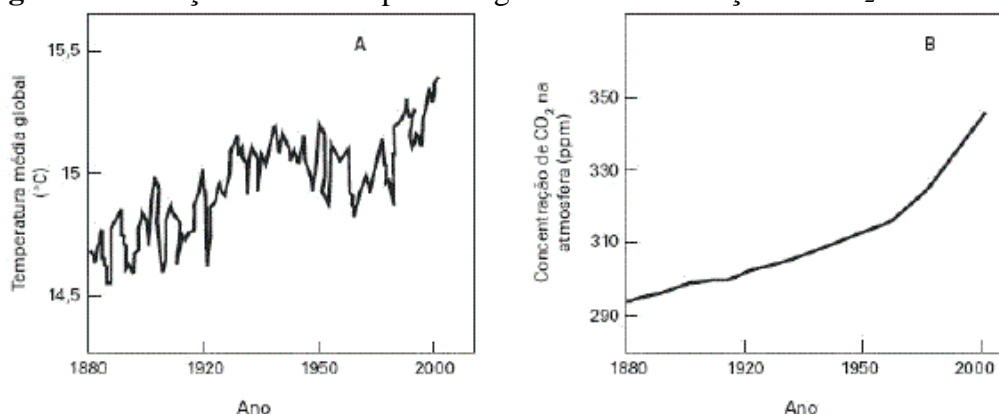 A
15,5
15
14,5
Temperatura média global
(°C)
1880
1920
1950
2000
Ano
B
350
330
310
290
Concentração de CO₂ na
atmosfera (ppm)
1880
1920
1950
2000
Ano